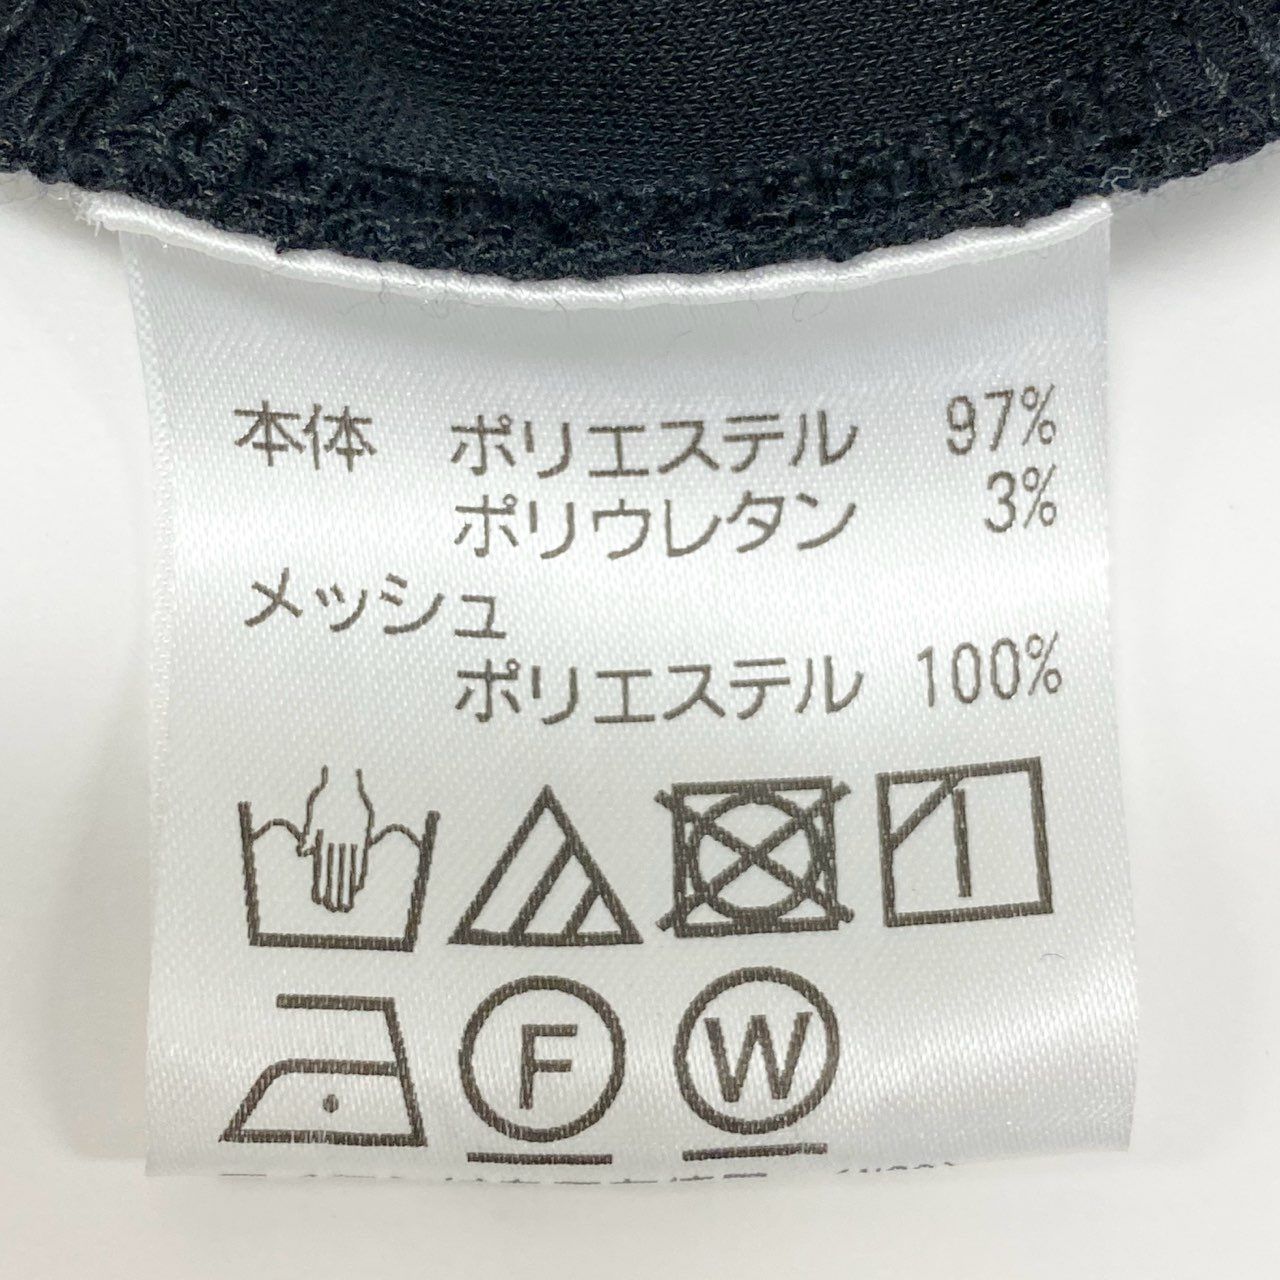 本体 ポリエステル 97%
ポリウレタン 3%
メッシュ
ポリエステル 100%
F W